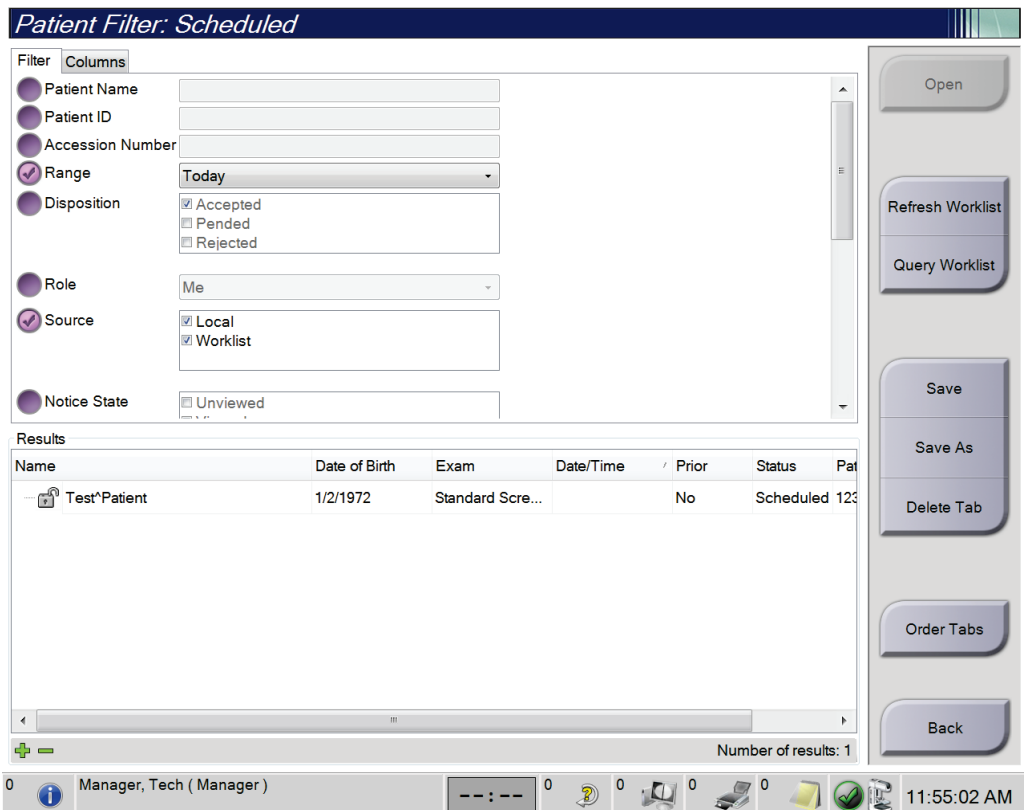 Patient Filter: Scheduled
Filter Columns
Patient Name
Patient ID
Accession Number
Range Today
Disposition Accepted
Pended
Rejected
Role Me
Source Local
Worklist
Notice State Unviewed
Open
Refresh Worklist
Query Worklist
Save
Save As
Delete Tab
Order Tabs
Back
Results
Name Date of Birth Exam Date/Time Prior Status Pat
Test^Patient 1/2/1972 Standard Scre... No Scheduled 123
Number of results: 1
0 Manager, Tech ( Manager ) --:-- 0 0 0 0 11:55:02 AM